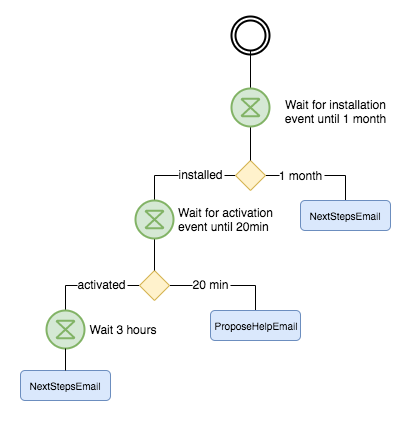 Wait for installation
event until 1 month
installed
1 month
NextStepsEmail
Wait for activation
event until 20min
activated
20 min
ProposeHelpEmail
Wait 3 hours
NextStepsEmail